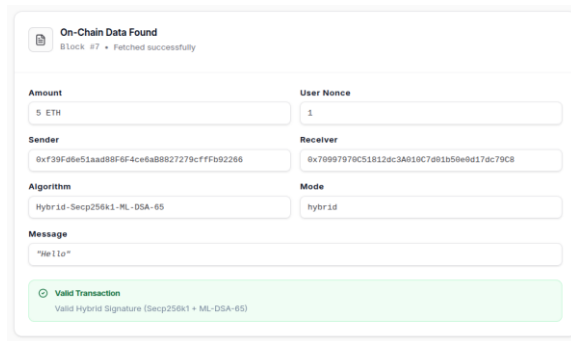 On-Chain Data Found
Block #7 • Fetched successfully
Amount
User Nonce
5 ETH
1
Sender
Receiver
0xf39Fd6e51aad88F6F4ce6aB8827279cffFb92266
0x70997970C51812dc3A010C7d01b50e0d17dc79C8
Algorithm
Mode
Hybrid-Secp256k1-ML-DSA-65
hybrid
Message
"Hello"
Valid Transaction
Valid Hybrid Signature (Secp256k1 + ML-DSA-65)